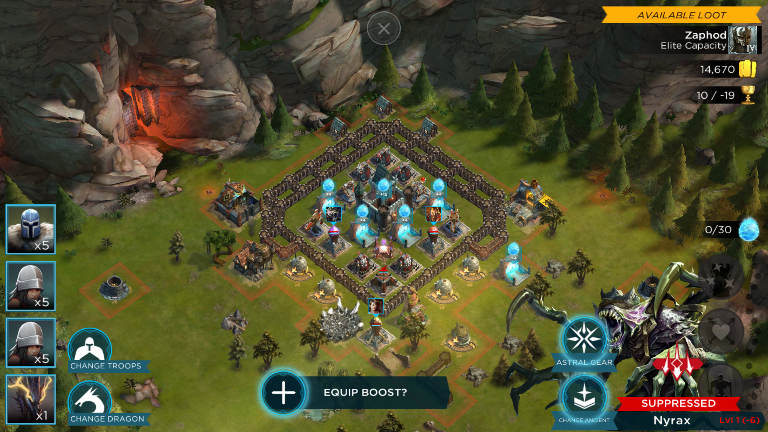 AVAILABLE LOOT
Zaphod
Elite Capacity
IV
14,670
10 / -19
0/30
x5
x5
x5
x1
CHANGE TROOPS
CHANGE DRAGON
EQUIP BOOST?
ASTRAL GEAR
CHANGE ANCIENT
SUPPRESSED
Nyrax
Lvl 1 (-6)